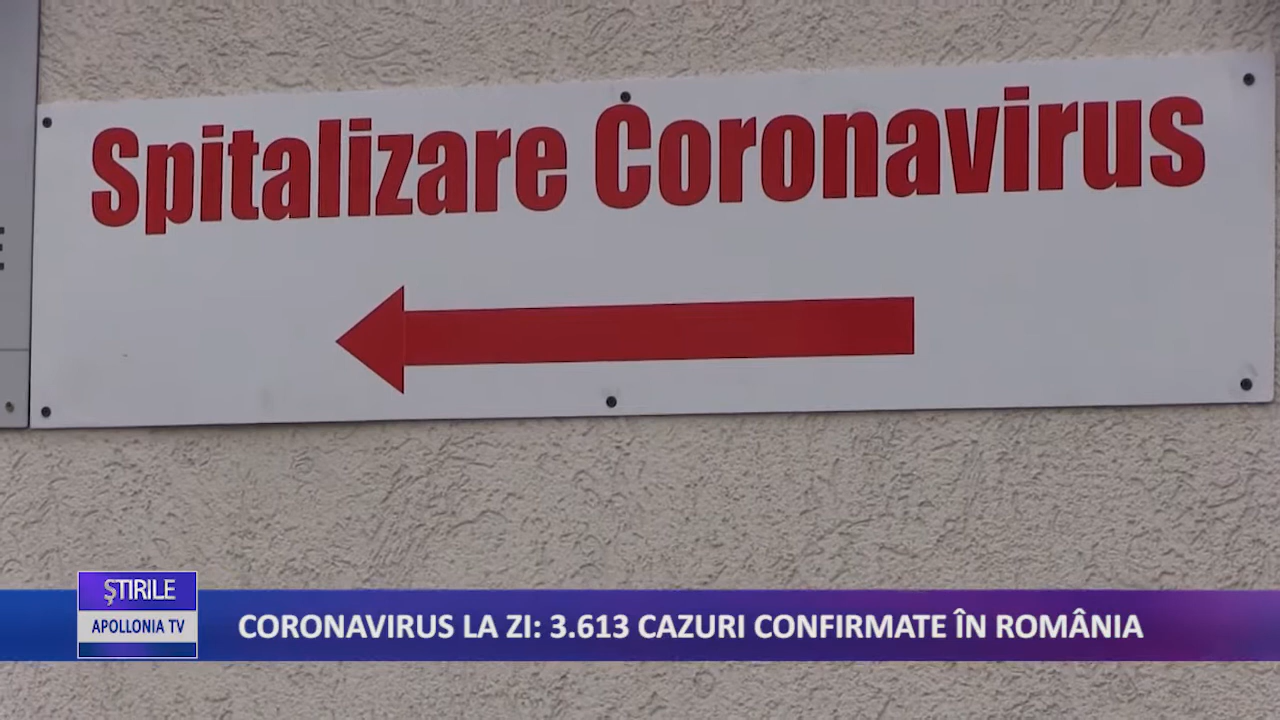 Spitalizare Coronavirus
E
ȘTIRILE
APOLLONIA TV
CORONAVIRUS LA ZI: 3.613 CAZURI CONFIRMATE ÎN ROMÂNIA